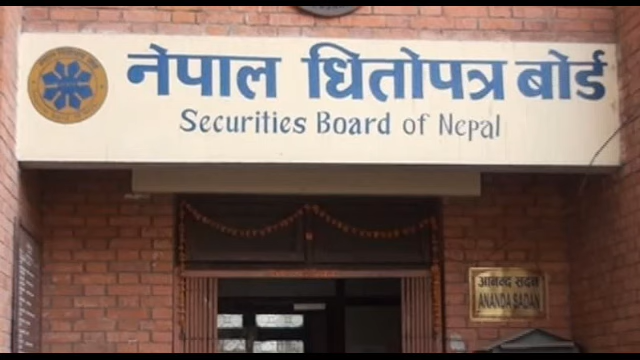 नेपाल धितोपत्र बोर्ड
Securities Board of Nepal
आनन्द सदन
ANANDA SADAN